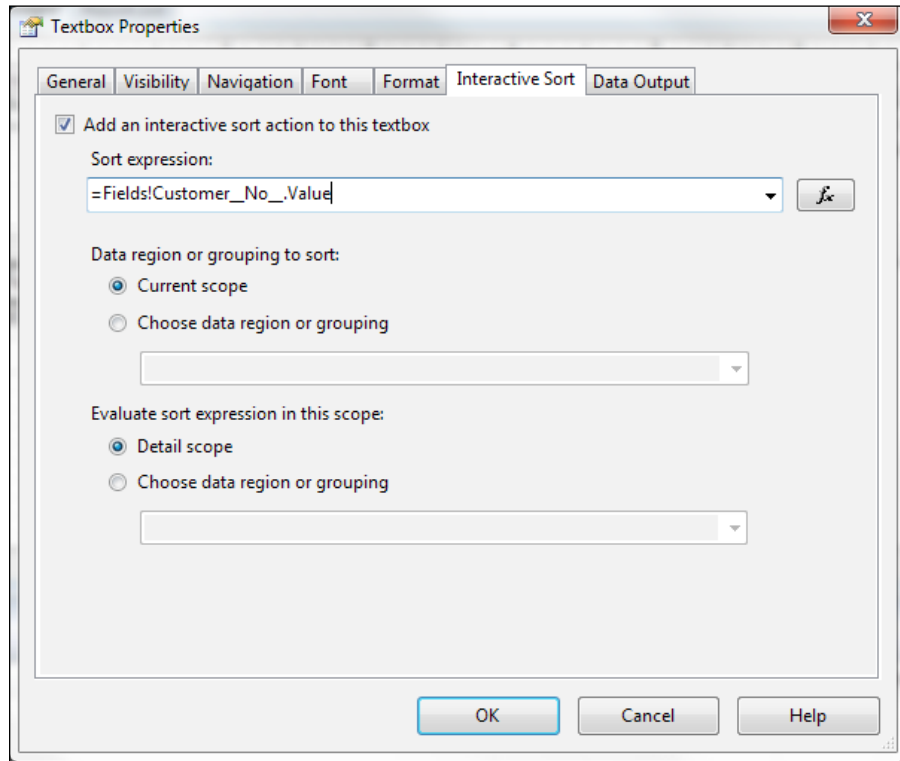 Textbox Properties
General Visibility Navigation Font Format Interactive Sort Data Output
Add an interactive sort action to this textbox
Sort expression:
=Fields!Customer__No__.Value
fx
Data region or grouping to sort:
Current scope
Choose data region or grouping
Evaluate sort expression in this scope:
Detail scope
Choose data region or grouping
OK Cancel Help